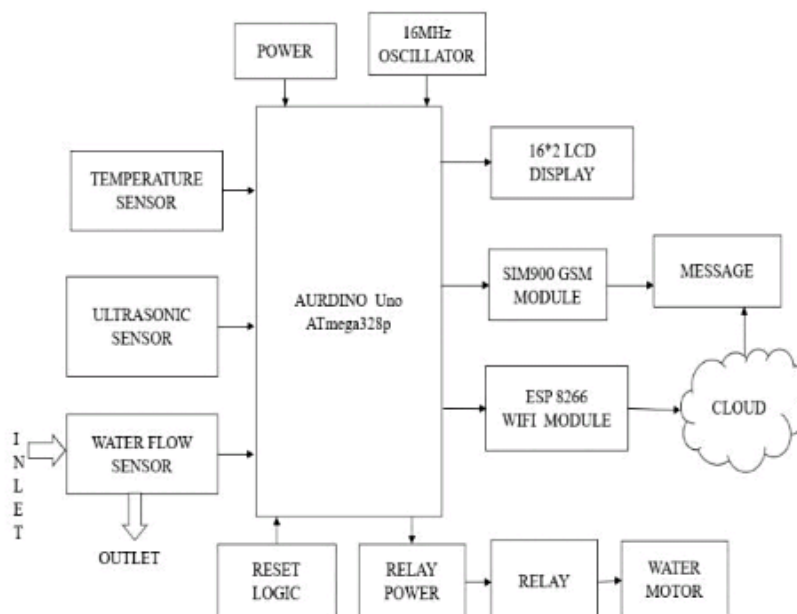 POWER
16MHz
OSCILLATOR
TEMPERATURE
SENSOR
16*2 LCD
DISPLAY
AURDINO Uno
ATmega328p
SIM900 GSM
MODULE
MESSAGE
ULTRASONIC
SENSOR
ESP 8266
WIFI MODULE
CLOUD
INLET
WATER FLOW
SENSOR
OUTLET
RESET
LOGIC
RELAY
POWER
RELAY
WATER
MOTOR